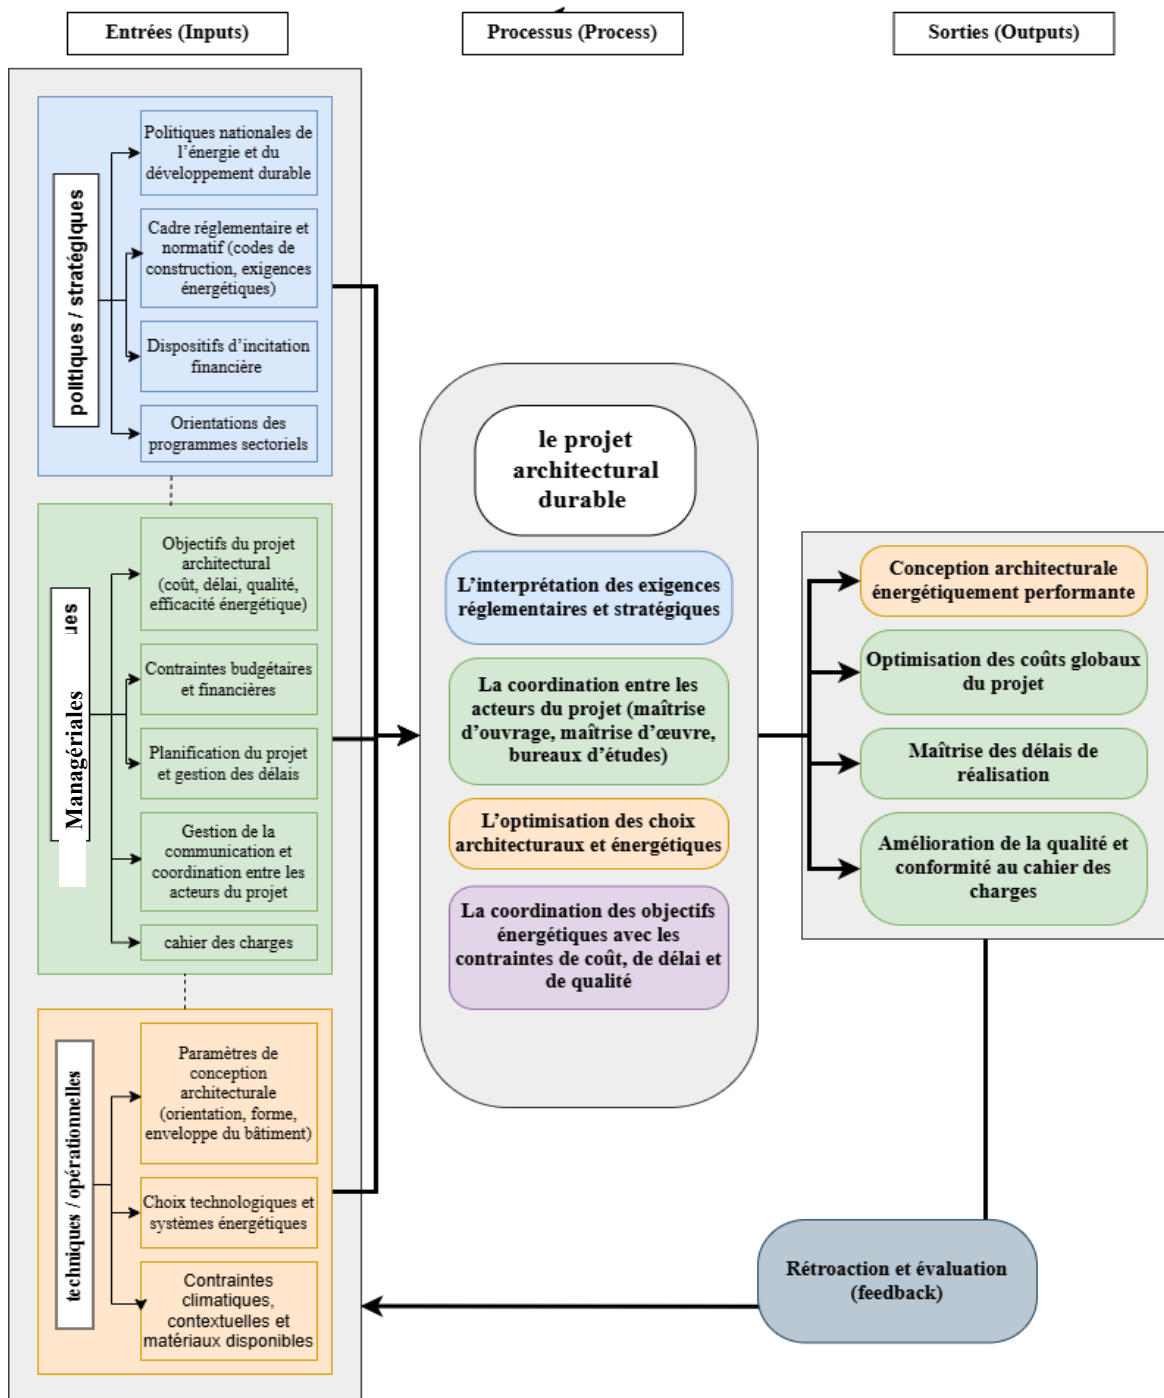 Entrées (Inputs)
Processus (Process)
Sorties (Outputs)
politiques / stratégiques
Politiques nationales de
l’énergie et du
développement durable
Cadre réglementaire et
normatif (codes de
construction, exigences
énergétiques)
Dispositifs d’incitation
financière
Orientations des
programmes sectoriels
Managériales
ues
Objectifs du projet
architectural
(coût, délai, qualité,
efficacité énergétique)
Contraintes budgétaires
et financières
Planification du projet
et gestion des délais
Gestion de la
communication et
coordination entre les
acteurs du projet
cahier des charges
techniques / opérationnelles
Paramètres de
conception
architecturale
(orientation, forme,
enveloppe du bâtiment)
Choix technologiques et
systèmes énergétiques
Contraintes
climatiques,
contextuelles et
matériaux disponibles
le projet
architectural
durable
L’interprétation des exigences
réglementaires et stratégiques
La coordination entre les
acteurs du projet (maîtrise
d’ouvrage, maîtrise d’œuvre,
bureaux d’études)
L’optimisation des choix
architecturaux et énergétiques
La coordination des objectifs
énergétiques avec les
contraintes de coût, de délai et
de qualité
Conception architecturale
énergétiquement performante
Optimisation des coûts globaux
du projet
Maîtrise des délais de
réalisation
Amélioration de la qualité et
conformité au cahier des
charges
Rétroaction et évaluation
(feedback)